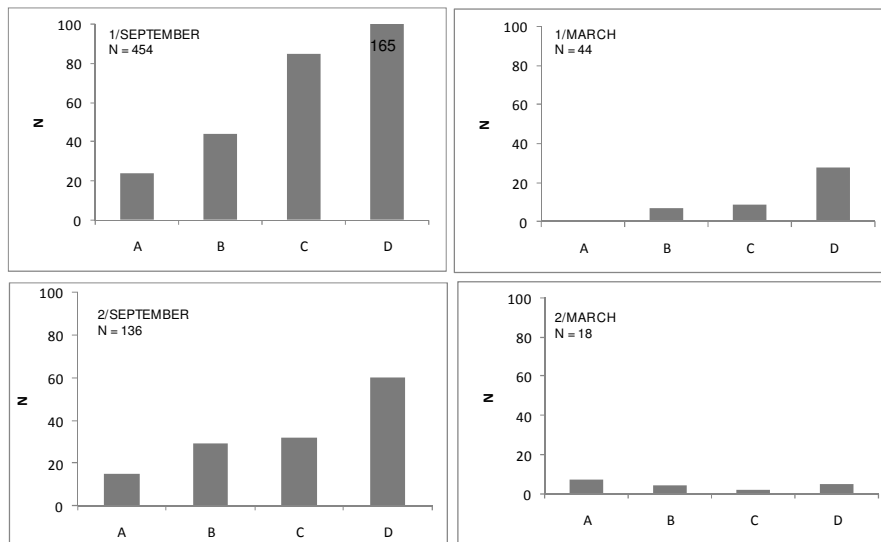 1/SEPTEMBER
N = 454
165
100
80
60
40
20
0
N
A B C D
1/MARCH
N = 44
100
80
60
40
20
0
N
A B C D
2/SEPTEMBER
N = 136
100
80
60
40
20
0
N
A B C D
2/MARCH
N = 18
100
80
60
40
20
0
N
A B C D